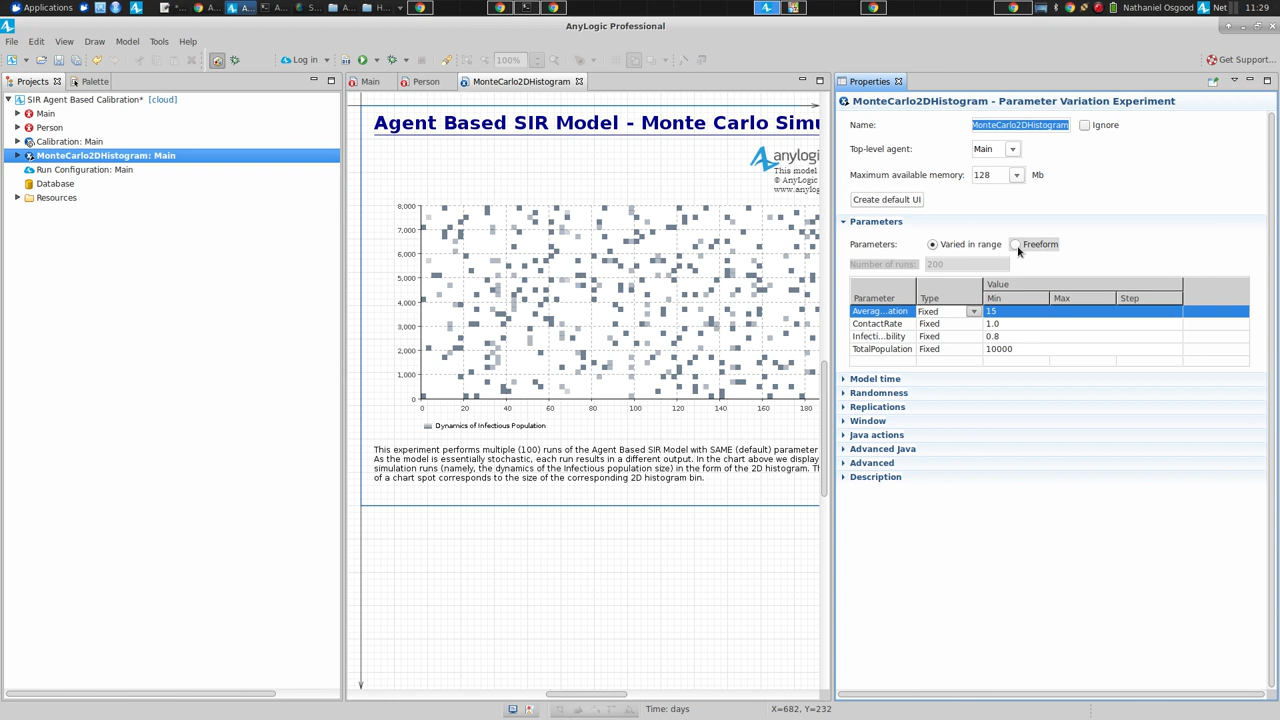 Applications
A...
A...
S...
H...
Nathaniel Osgood
Net
11:29
AnyLogic Professional
File Edit View Draw Model Tools Help
Log in
100%
Get Support...
Projects
Palette
SIR Agent Based Calibration* [cloud]
Main
Person
Calibration: Main
MonteCarlo2DHistogram: Main
Run Configuration: Main
Database
Resources
Main
Person
MonteCarlo2DHistogram
Agent Based SIR Model - Monte Carlo Simu
anylogi
This model
© AnyLogic
www.anylog
8,000
7,000
6,000
5,000
4,000
3,000
2,000
1,000
0
0 20 40 60 80 100 120 140 160 180
Dynamics of Infectious Population
This experiment performs multiple (100) runs of the Agent Based SIR Model with SAME (default) parameter
As the model is essentially stochastic, each run results in a different output. In the chart above we display
simulation runs (namely, the dynamics of the Infectious population size) in the form of the 2D histogram. Th
of a chart spot corresponds to the size of the corresponding 2D histogram bin.
Properties
MonteCarlo2DHistogram - Parameter Variation Experiment
Name: MonteCarlo2DHistogram Ignore
Top-level agent: Main
Maximum available memory: 128 Mb
Create default UI
Parameters
Parameters: Varied in range Freeform
Number of runs: 200
Value
Parameter Type Min Max Step
Averag...ation Fixed 15
ContactRate Fixed 1.0
Infecti...bility Fixed 0.8
TotalPopulation Fixed 10000
Model time
Randomness
Replications
Window
Java actions
Advanced Java
Advanced
Description
Time: days
X=682, Y=232